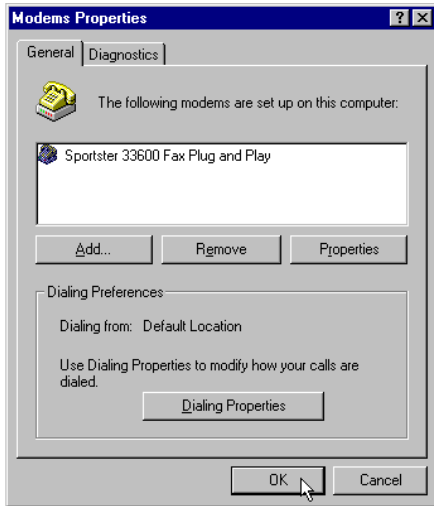 Modems Properties
General
Diagnostics
The following modems are set up on this computer:
Sportster 33600 Fax Plug and Play
Add...
Remove
Properties
Dialing Preferences
Dialing from: Default Location
Use Dialing Properties to modify how your calls are
dialed.
Dialing Properties
OK
Cancel